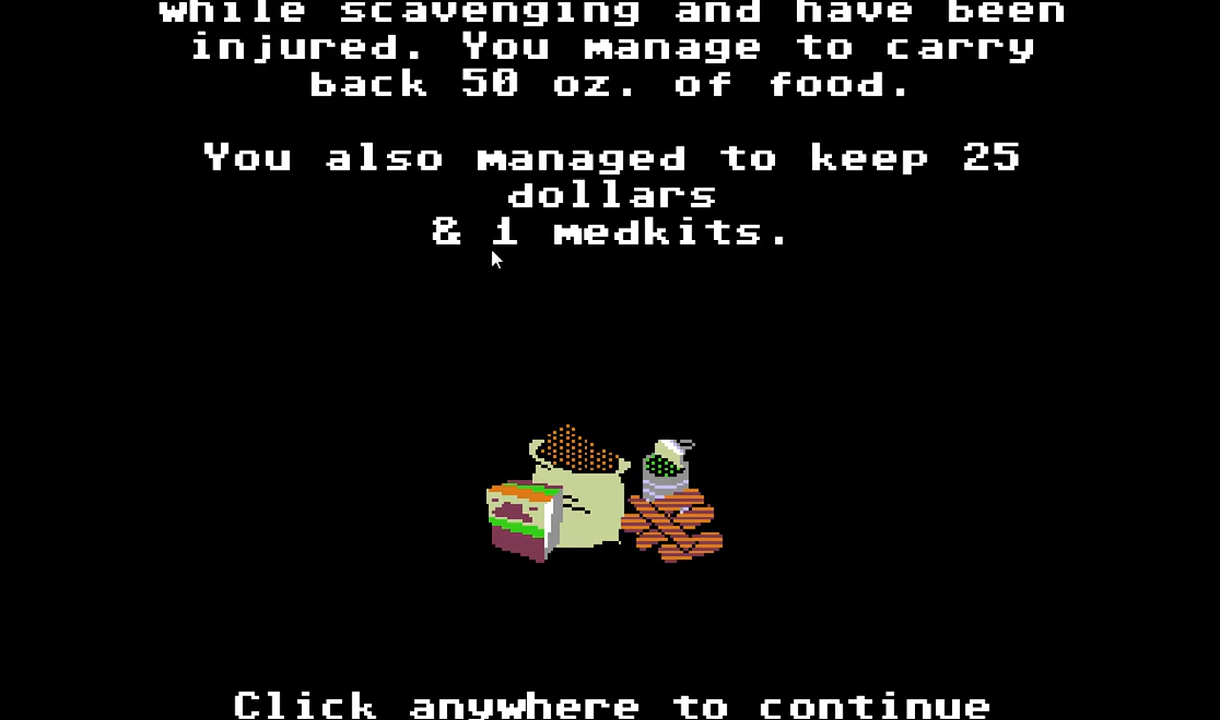 while scavenging and have been
injured. You manage to carry
back 50 oz. of food.
You also managed to keep 25
dollars
& 1 medkits.
Click anywhere to continue